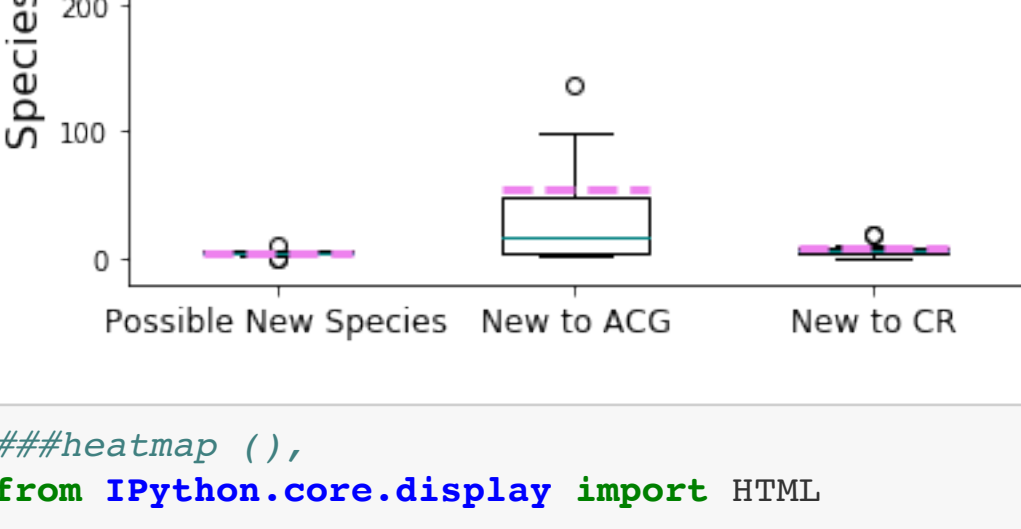 200
Species
100
0
Possible New Species New to ACG New to CR
###heatmap (),
from IPython.core.display import HTML